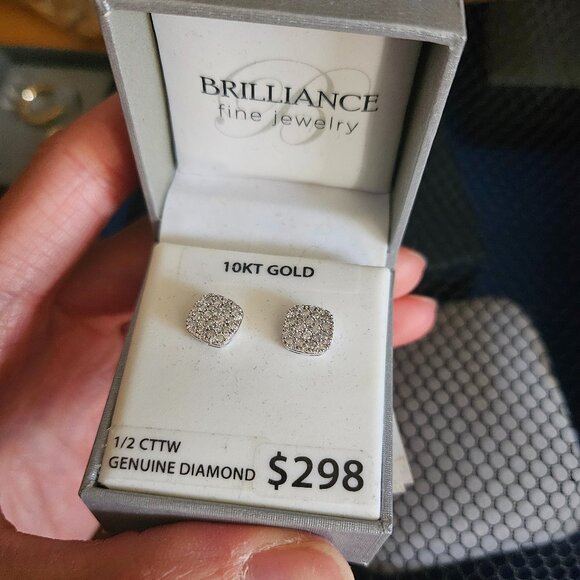 BRILLIANCE
fine jewelry
10KT GOLD
1/2 CTTW
GENUINE DIAMOND
$298